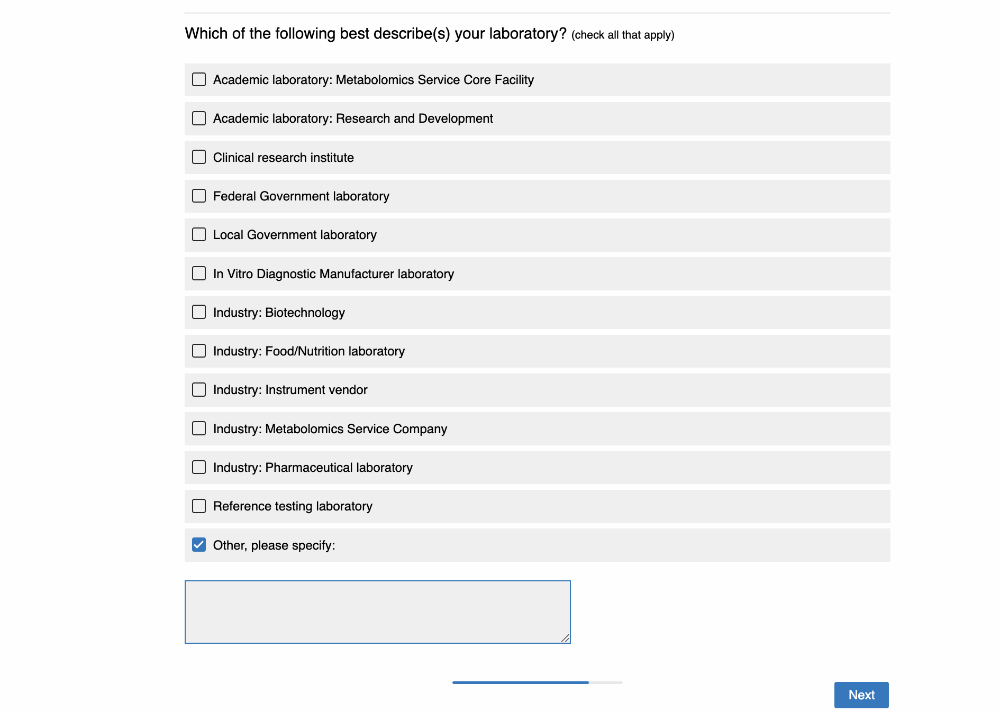 Which of the following best describe(s) your laboratory? (check all that apply)
Academic laboratory: Metabolomics Service Core Facility
Academic laboratory: Research and Development
Clinical research institute
Federal Government laboratory
Local Government laboratory
In Vitro Diagnostic Manufacturer laboratory
Industry: Biotechnology
Industry: Food/Nutrition laboratory
Industry: Instrument vendor
Industry: Metabolomics Service Company
Industry: Pharmaceutical laboratory
Reference testing laboratory
Other, please specify:
Next